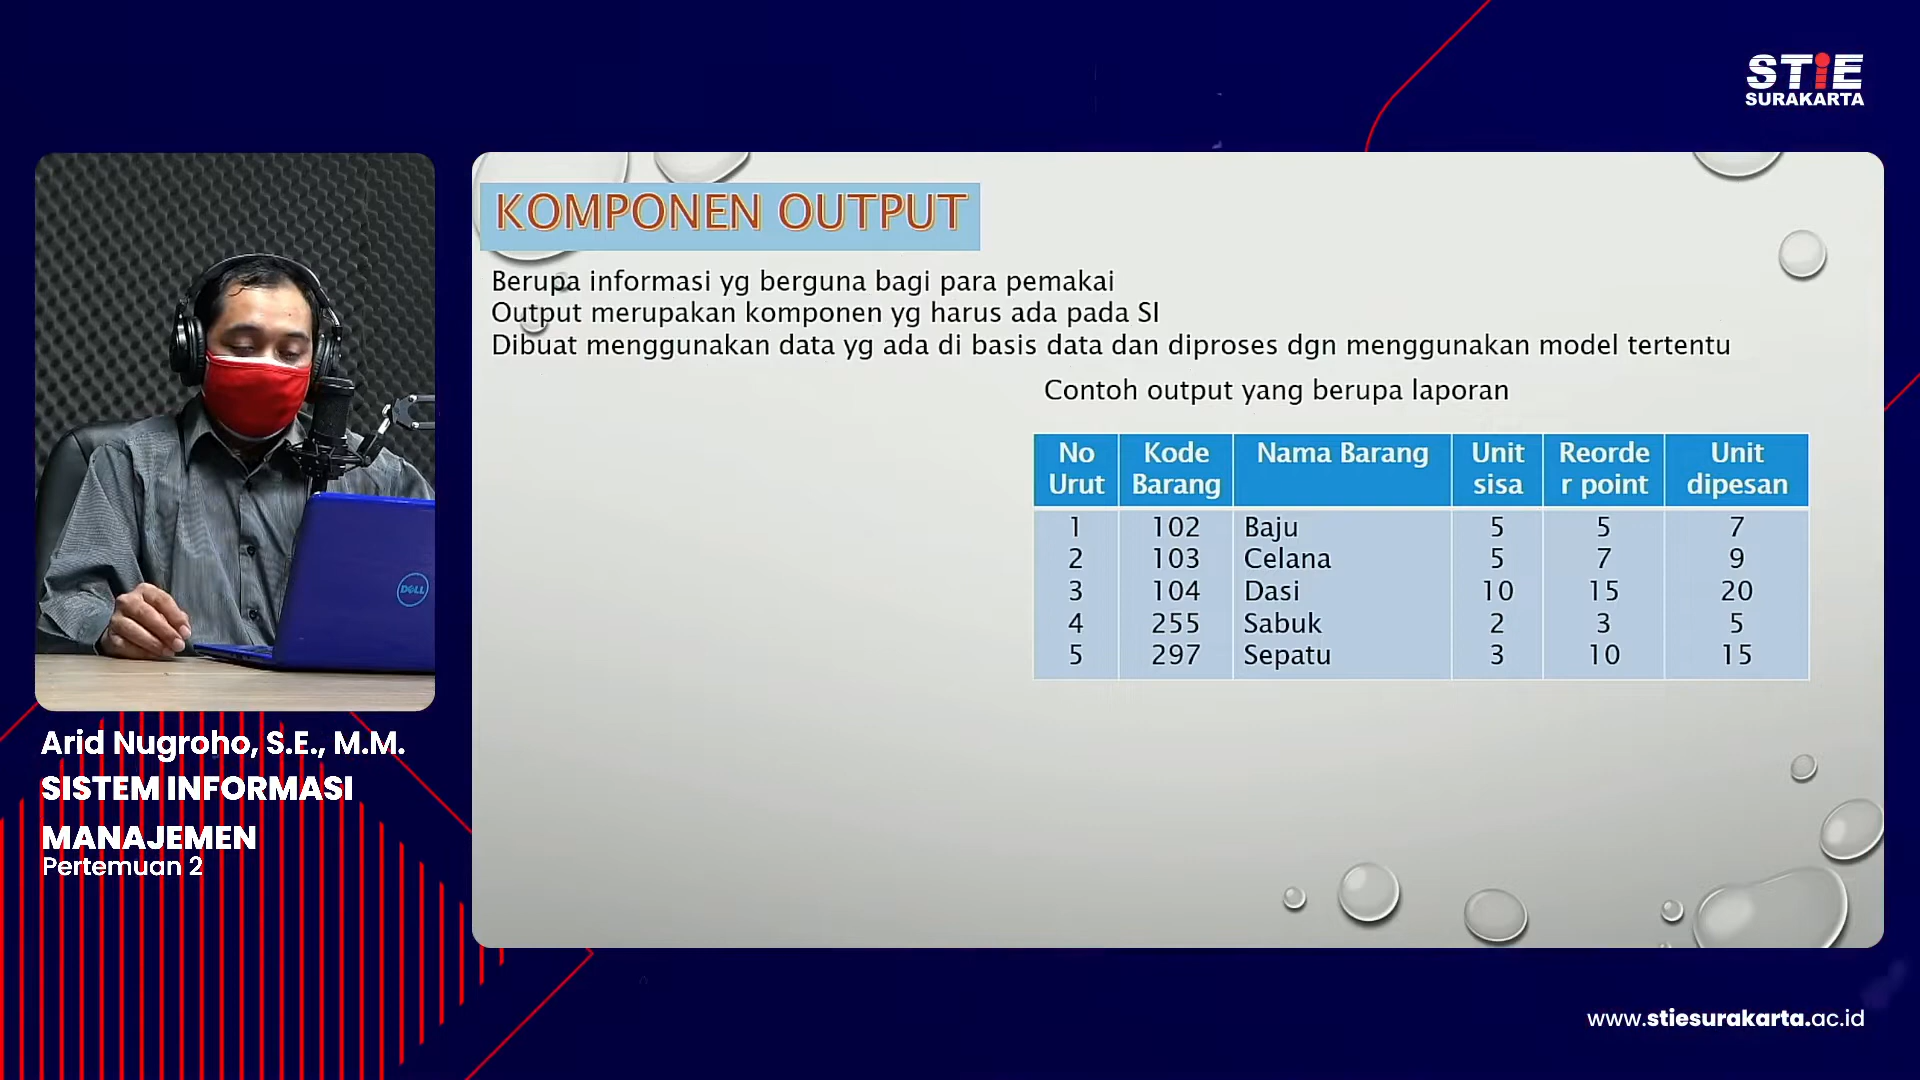 STiE
SURAKARTA
KOMPONEN OUTPUT
Berupa informasi yg berguna bagi para pemakai
Output merupakan komponen yg harus ada pada SI
Dibuat menggunakan data yg ada di basis data dan diproses dgn menggunakan model tertentu
Contoh output yang berupa laporan
No Urut Kode Barang Nama Barang Unit sisa Reorde r point Unit dipesan
1 102 Baju 5 5 7
2 103 Celana 5 7 9
3 104 Dasi 10 15 20
4 255 Sabuk 2 3 5
5 297 Sepatu 3 10 15
DELL
Arid Nugroho, S.E., M.M.
SISTEM INFORMASI
MANAJEMEN
Pertemuan 2
www.stiesurakarta.ac.id